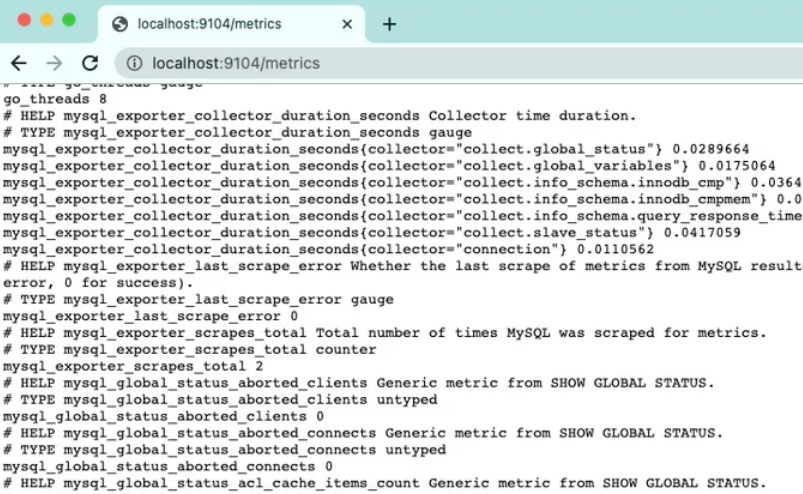 localhost:9104/metrics
localhost:9104/metrics
# TYPE go_threads gauge
go_threads 8
# HELP mysql_exporter_collector_duration_seconds Collector time duration.
# TYPE mysql_exporter_collector_duration_seconds gauge
mysql_exporter_collector_duration_seconds{collector="collect.global_status"} 0.0289664
mysql_exporter_collector_duration_seconds{collector="collect.global_variables"} 0.0175064
mysql_exporter_collector_duration_seconds{collector="collect.info_schema.innodb_cmp"} 0.0364
mysql_exporter_collector_duration_seconds{collector="collect.info_schema.innodb_cmpmem"} 0.0
mysql_exporter_collector_duration_seconds{collector="collect.info_schema.query_response_time
mysql_exporter_collector_duration_seconds{collector="collect.slave_status"} 0.0417059
mysql_exporter_collector_duration_seconds{collector="connection"} 0.0110562
# HELP mysql_exporter_last_scrape_error Whether the last scrape of metrics from MySQL result
error, 0 for success).
# TYPE mysql_exporter_last_scrape_error gauge
mysql_exporter_last_scrape_error 0
# HELP mysql_exporter_scrapes_total Total number of times MySQL was scraped for metrics.
# TYPE mysql_exporter_scrapes_total counter
mysql_exporter_scrapes_total 2
# HELP mysql_global_status_aborted_clients Generic metric from SHOW GLOBAL STATUS.
# TYPE mysql_global_status_aborted_clients untyped
mysql_global_status_aborted_clients 0
# HELP mysql_global_status_aborted_connects Generic metric from SHOW GLOBAL STATUS.
# TYPE mysql_global_status_aborted_connects untyped
mysql_global_status_aborted_connects 0
# HELP mysql_global_status_acl_cache_items_count Generic metric from SHOW GLOBAL STATUS.